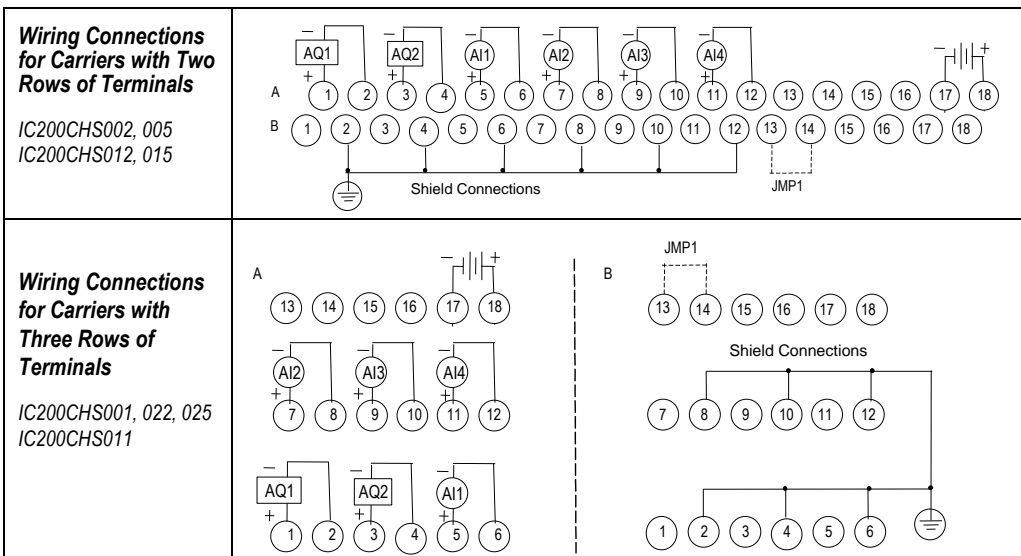 Wiring Connections
for Carriers with Two
Rows of Terminals
IC200CHS002, 005
IC200CHS012, 015
− − − − − − − +
AQ1 AQ2 AI1 AI2 AI3 AI4
+ + + + + +
A 1 2 3 4 5 6 7 8 9 10 11 12 13 14 15 16 17 18
B 1 2 3 4 5 6 7 8 9 10 11 12 13 14 15 16 17 18
Shield Connections
JMP1
Wiring Connections
for Carriers with
Three Rows of
Terminals
IC200CHS001, 022, 025
IC200CHS011
A
− +
13 14 15 16 17 18
− − −
AI2 AI3 AI4
+ + +
7 8 9 10 11 12
− − −
AQ1 AQ2 AI1
+ + +
1 2 3 4 5 6
JMP1
B
13 14 15 16 17 18
Shield Connections
7 8 9 10 11 12
1 2 3 4 5 6